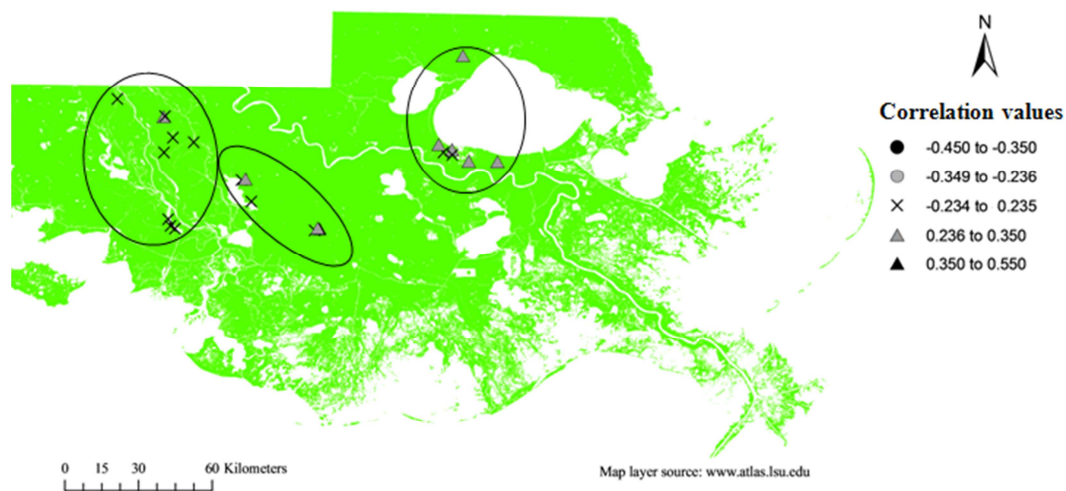 N
Correlation values
-0.450 to -0.350
-0.349 to -0.236
-0.234 to 0.235
0.236 to 0.350
0.350 to 0.550
0 15 30 60 Kilometers
Map layer source: www.atlas.lsu.edu